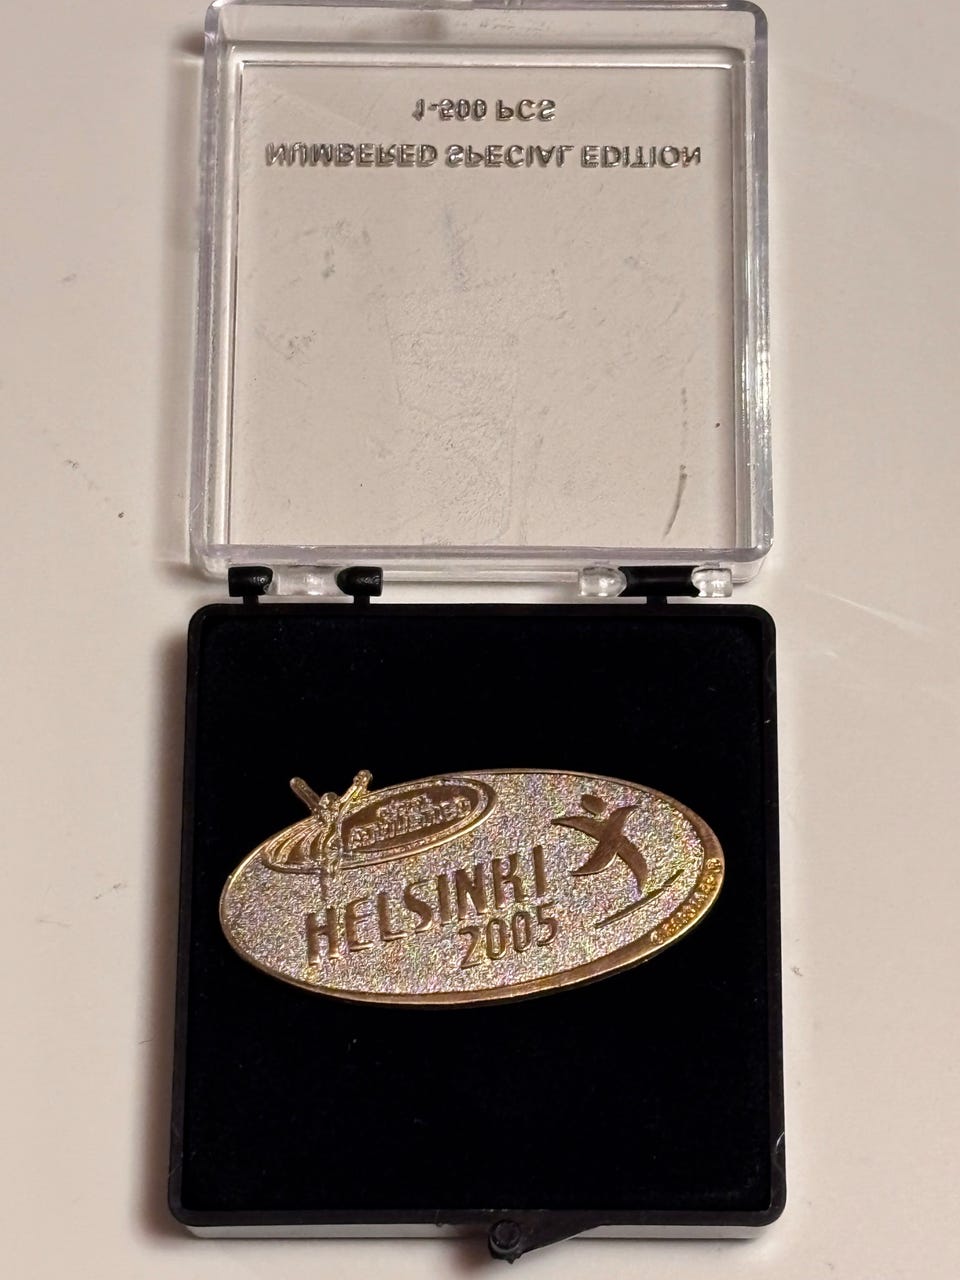 NUMBERED SPECIAL EDITION
1-500 PCS
HELSINKI
2005